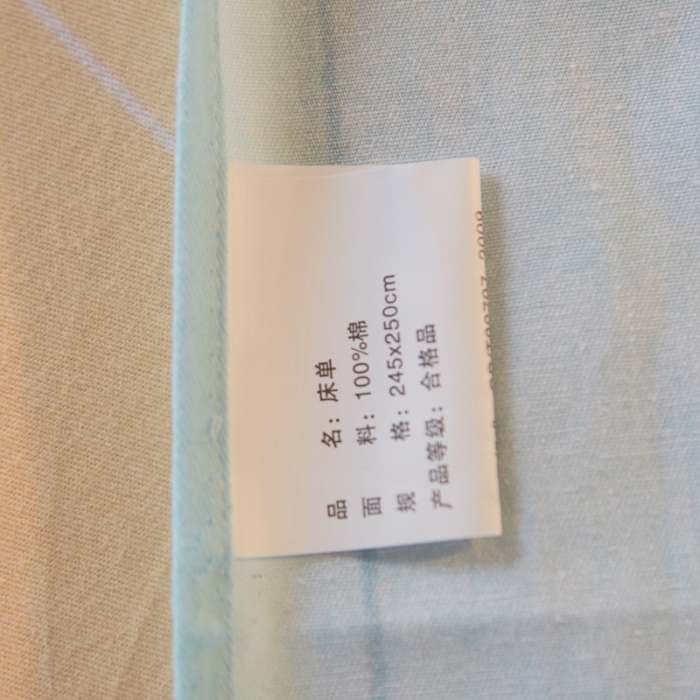 品 名：床单
面 料：100%棉
规 格：245x250cm
产品等级：合格品